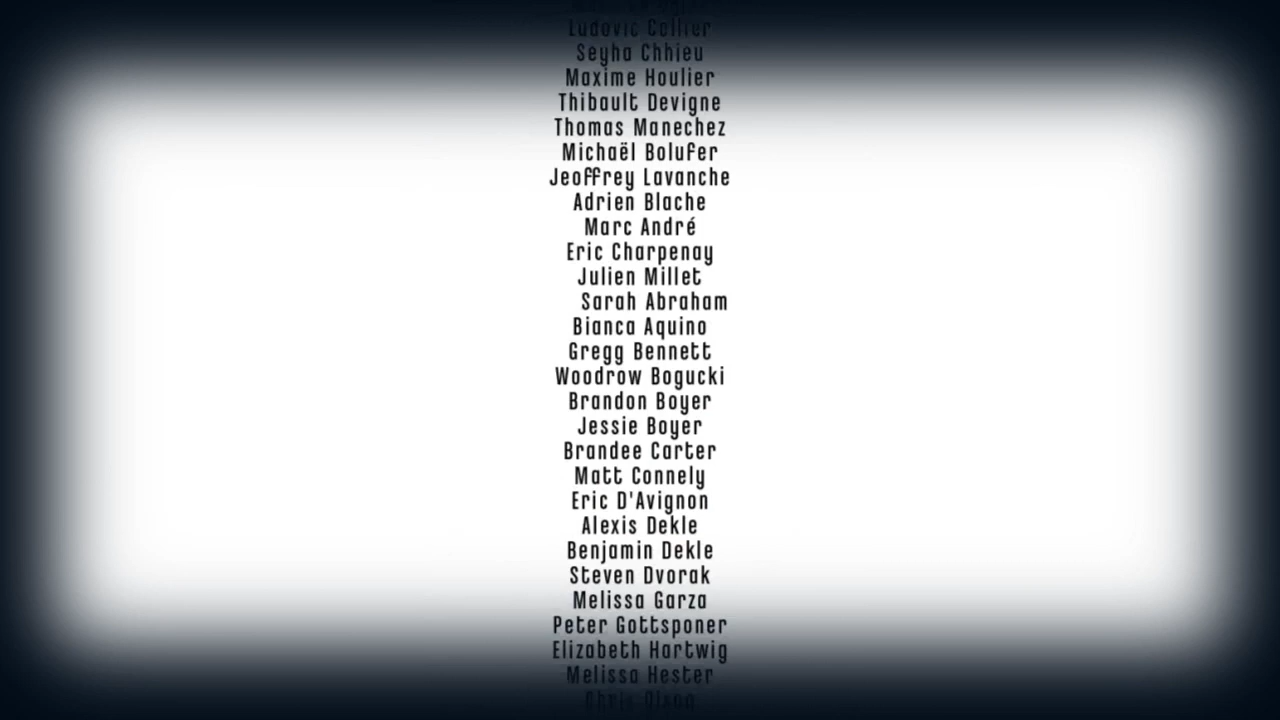 Ludovic Collier
Seyha Chhieu
Maxime Houlier
Thibault Devigne
Thomas Manechez
Michaël Bolufer
Jeoffrey Lavanche
Adrien Blache
Marc André
Eric Charpenay
Julien Millet
Sarah Abraham
Bianca Aquino
Gregg Bennett
Woodrow Bogucki
Brandon Boyer
Jessie Boyer
Brandee Carter
Matt Connely
Eric D'Avignon
Alexis Dekle
Benjamin Dekle
Steven Dvorak
Melissa Garza
Peter Gottsponer
Elizabeth Hartwig
Melissa Hester
Chris Olson